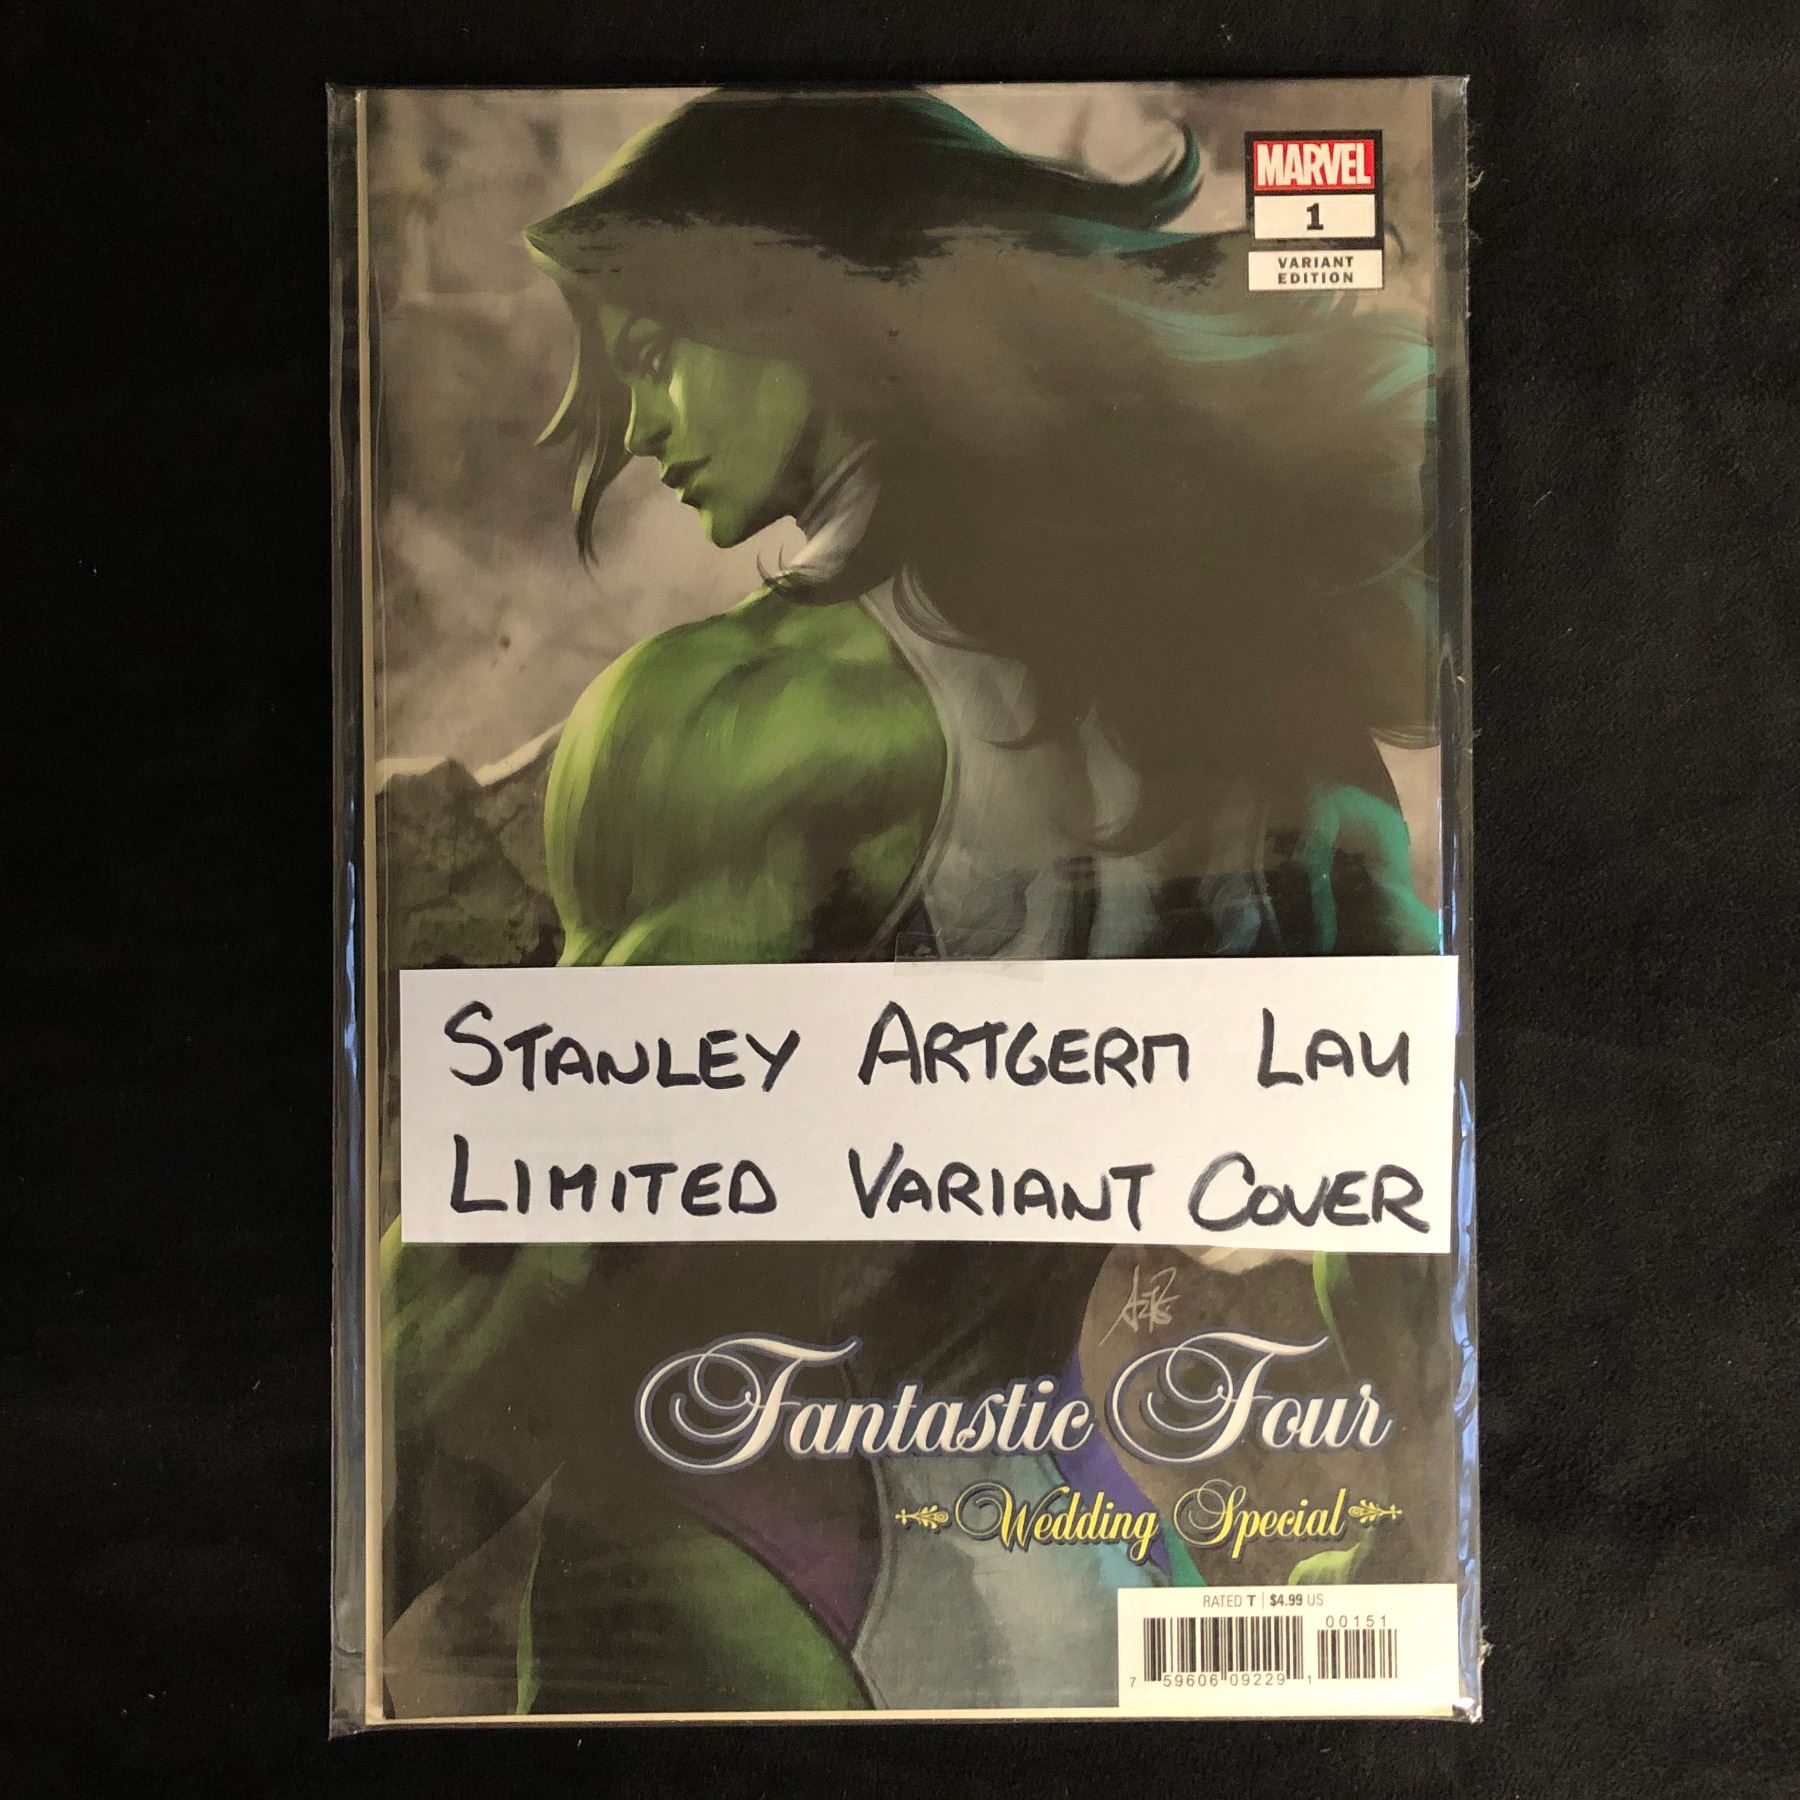 MARVEL
1
VARIANT
EDITION
STANLEY ARTGERM LAU
LIMITED VARIANT COVER
Fantastic Four
Wedding Special
RATED T | $4.99 US
00151
7 59606 09229 1